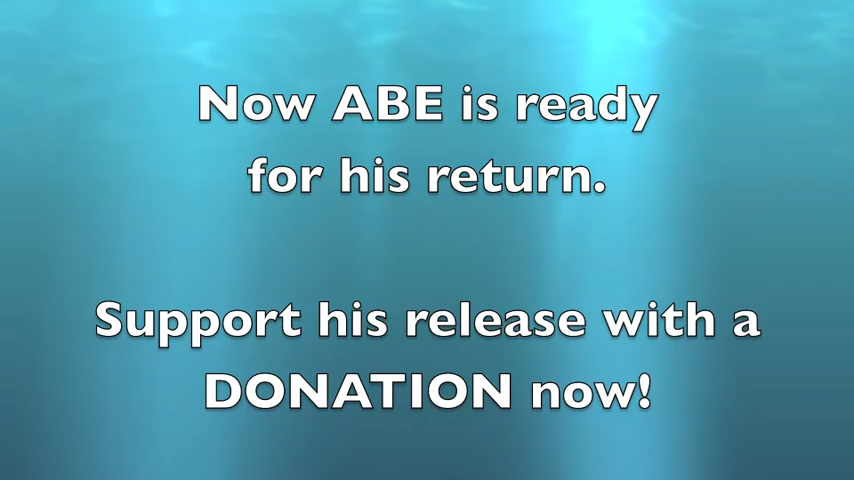 Now ABE is ready
for his return.
Support his release with a
DONATION now!